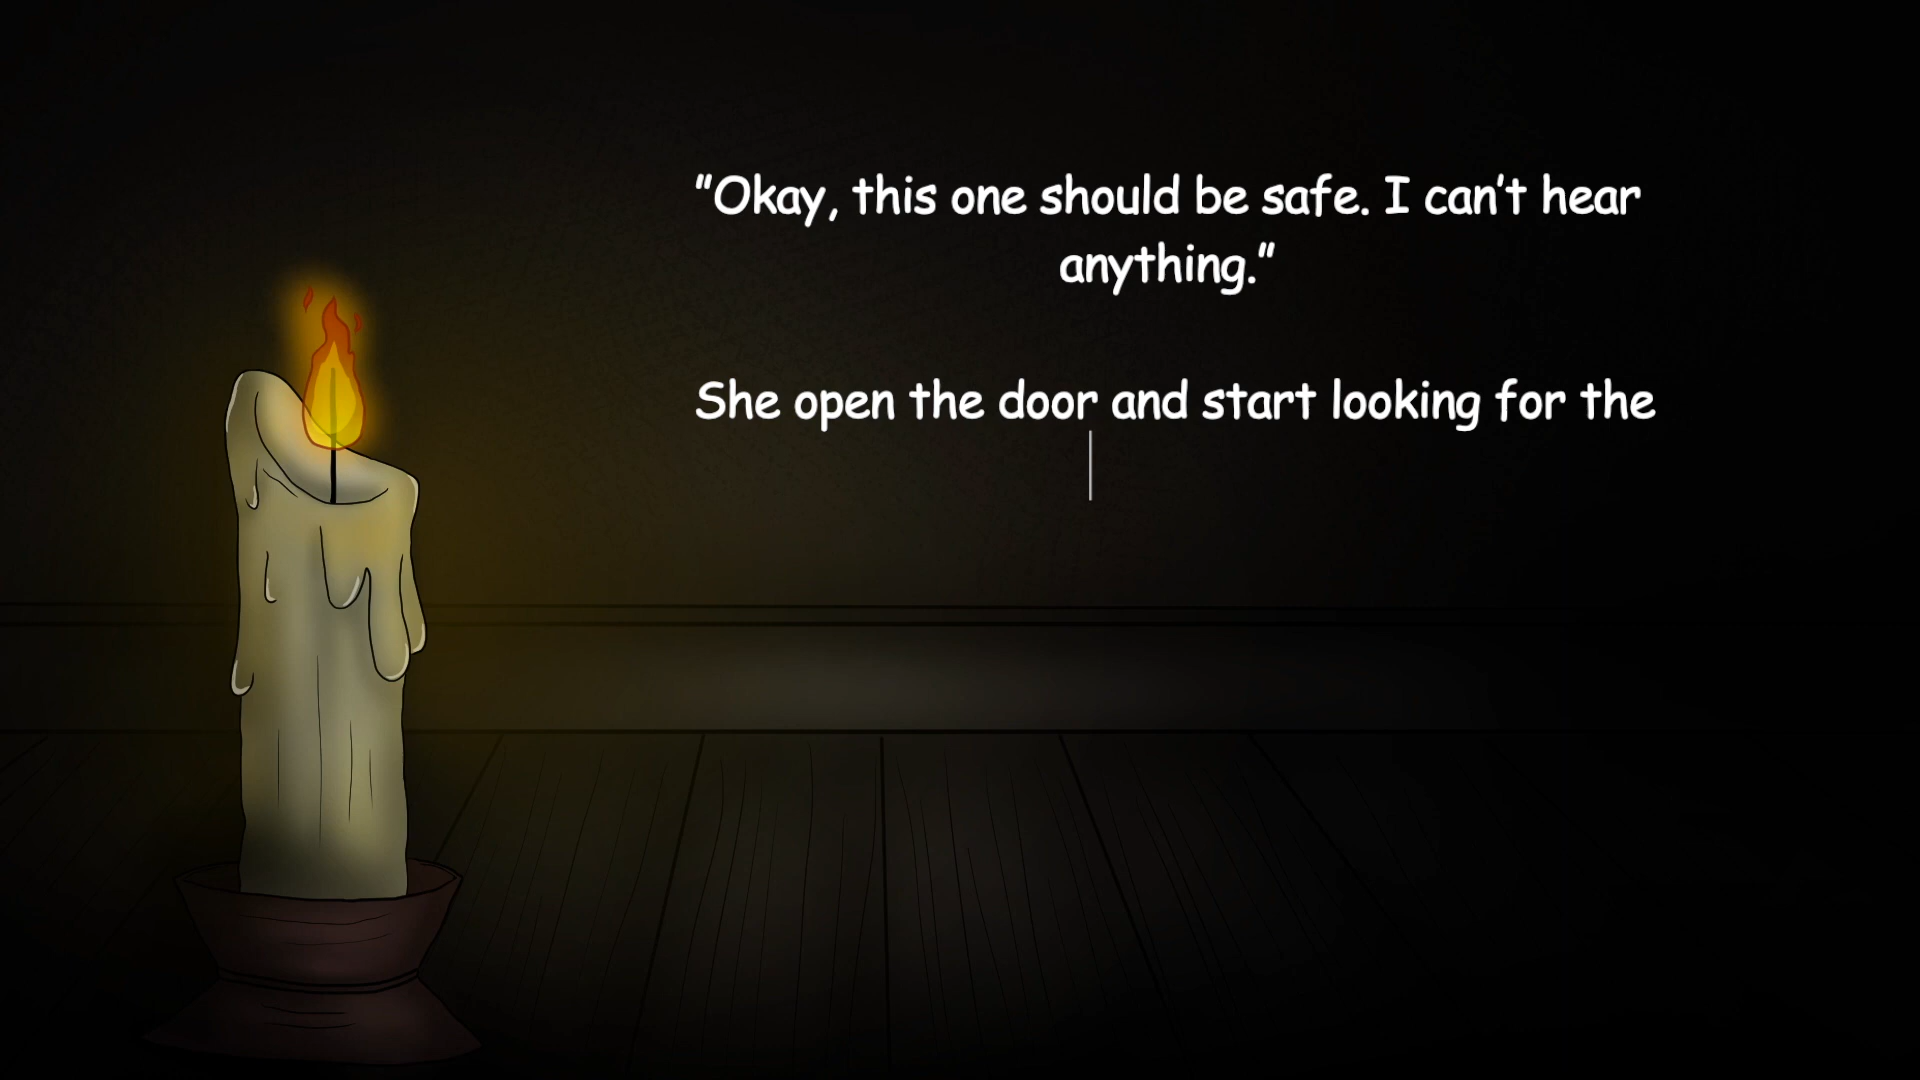 "Okay, this one should be safe. I can't hear
anything."
She open the door and start looking for the